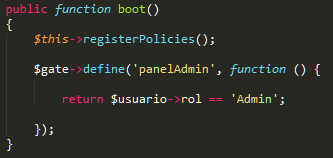 public function boot()
{
$this->registerPolicies();
$gate->define('panelAdmin', function () {
return $usuario->rol == 'Admin';
});
}